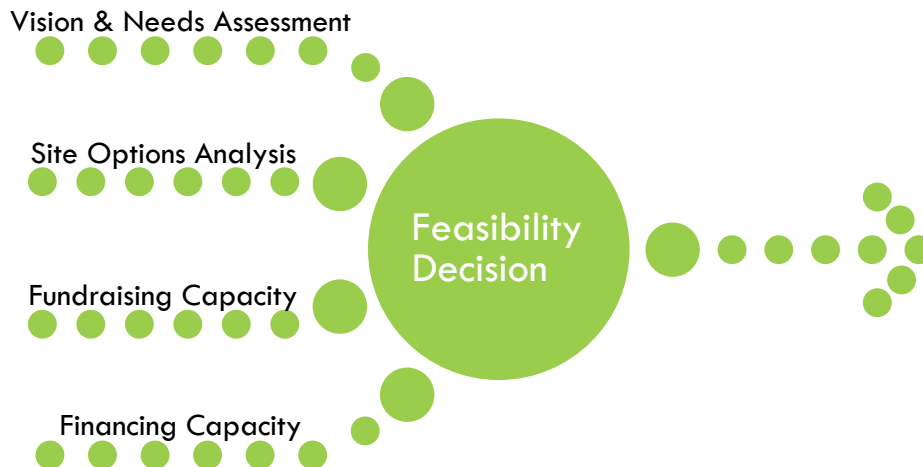 Vision & Needs Assessment
Site Options Analysis
Feasibility
Decision
Fundraising Capacity
Financing Capacity